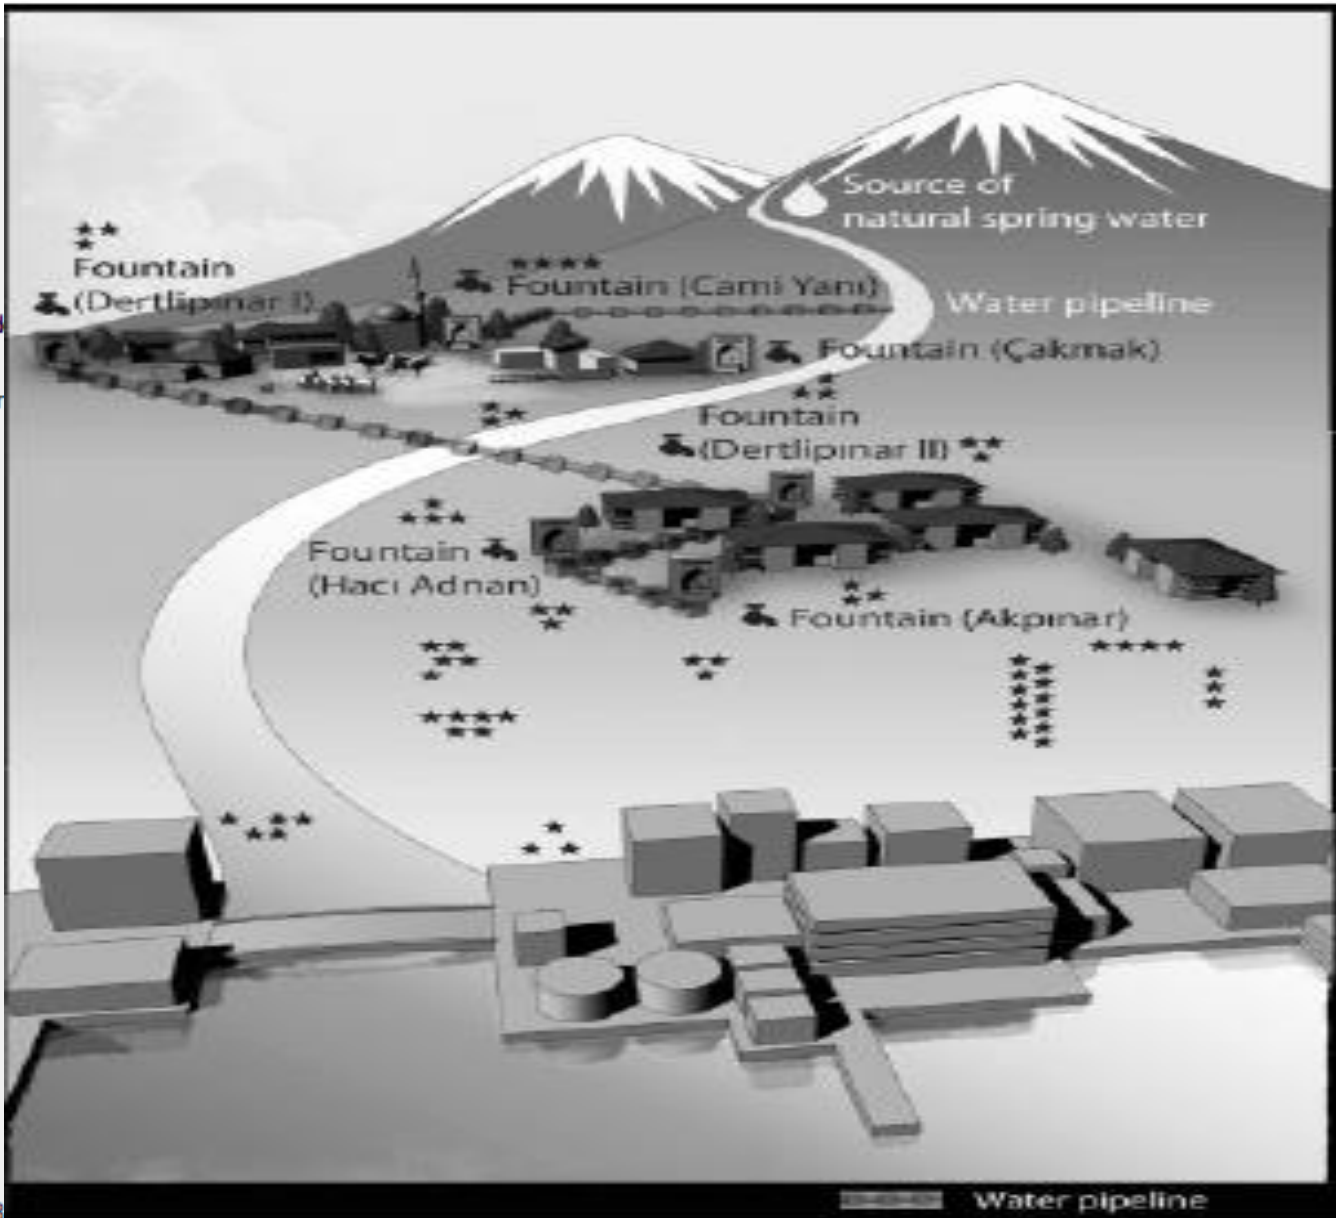 Source of
natural spring water
Fountain
(Dertlipınar I)
Fountain (Cami Yanı)
Water pipeline
Fountain (Çakmak)
Fountain
(Dertlipınar II)
Fountain
(Hacı Adnan)
Fountain (Akpınar)
Water pipeline